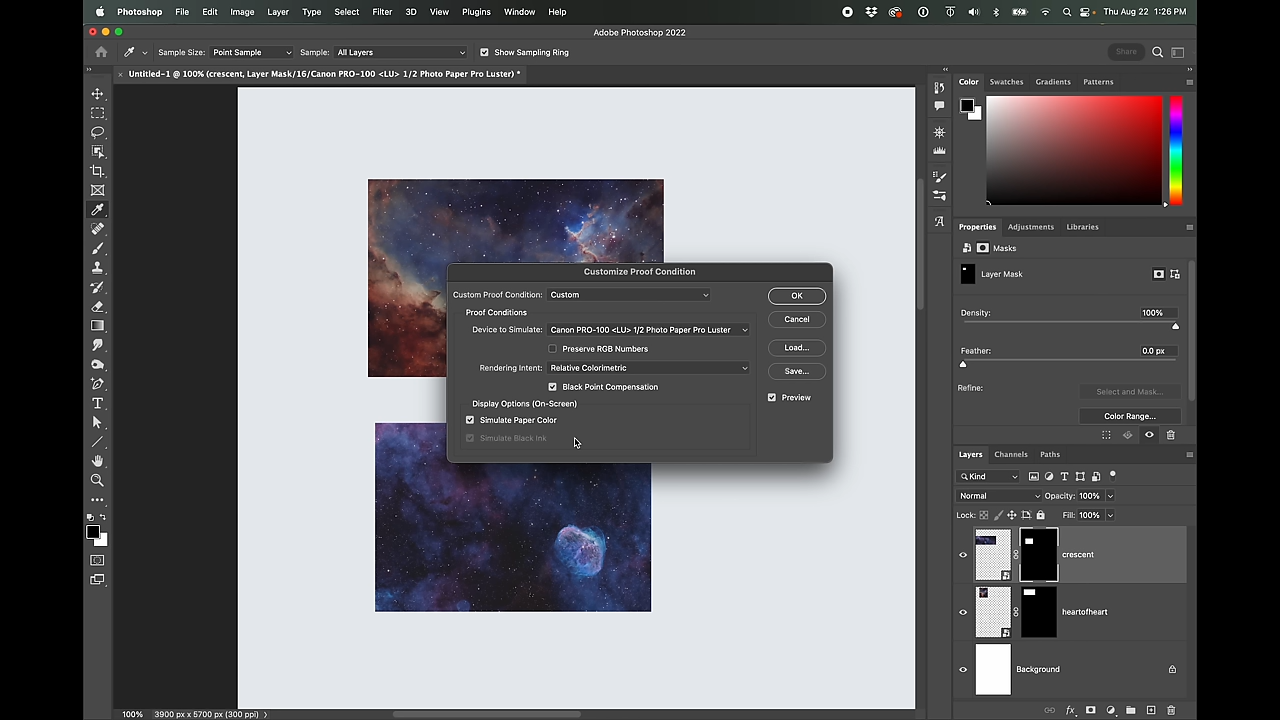 Photoshop File Edit Image Layer Type Select Filter 3D View Plugins Window Help Thu Aug 22 1:26 PM
Adobe Photoshop 2022
Sample Size: Point Sample Sample: All Layers Show Sampling Ring Share
Untitled-1 @ 100% (crescent, Layer Mask/16/Canon PRO-100 <LU> 1/2 Photo Paper Pro Luster) *
Color Swatches Gradients Patterns
Properties Adjustments Libraries
Masks
Layer Mask
Density: 100%
Feather: 0.0 px
Refine: Select and Mask...
Color Range...
Customize Proof Condition
Custom Proof Condition: Custom
OK
Proof Conditions
Cancel
Device to Simulate: Canon PRO-100 <LU> 1/2 Photo Paper Pro Luster
Preserve RGB Numbers
Load...
Rendering Intent: Relative Colorimetric
Save...
Black Point Compensation
Preview
Display Options (On-Screen)
Simulate Paper Color
Simulate Black Ink
Layers Channels Paths
Kind
Normal Opacity: 100%
Lock: Fill: 100%
crescent
heartofheart
Background
100% 3900 px x 5700 px (300 ppi)